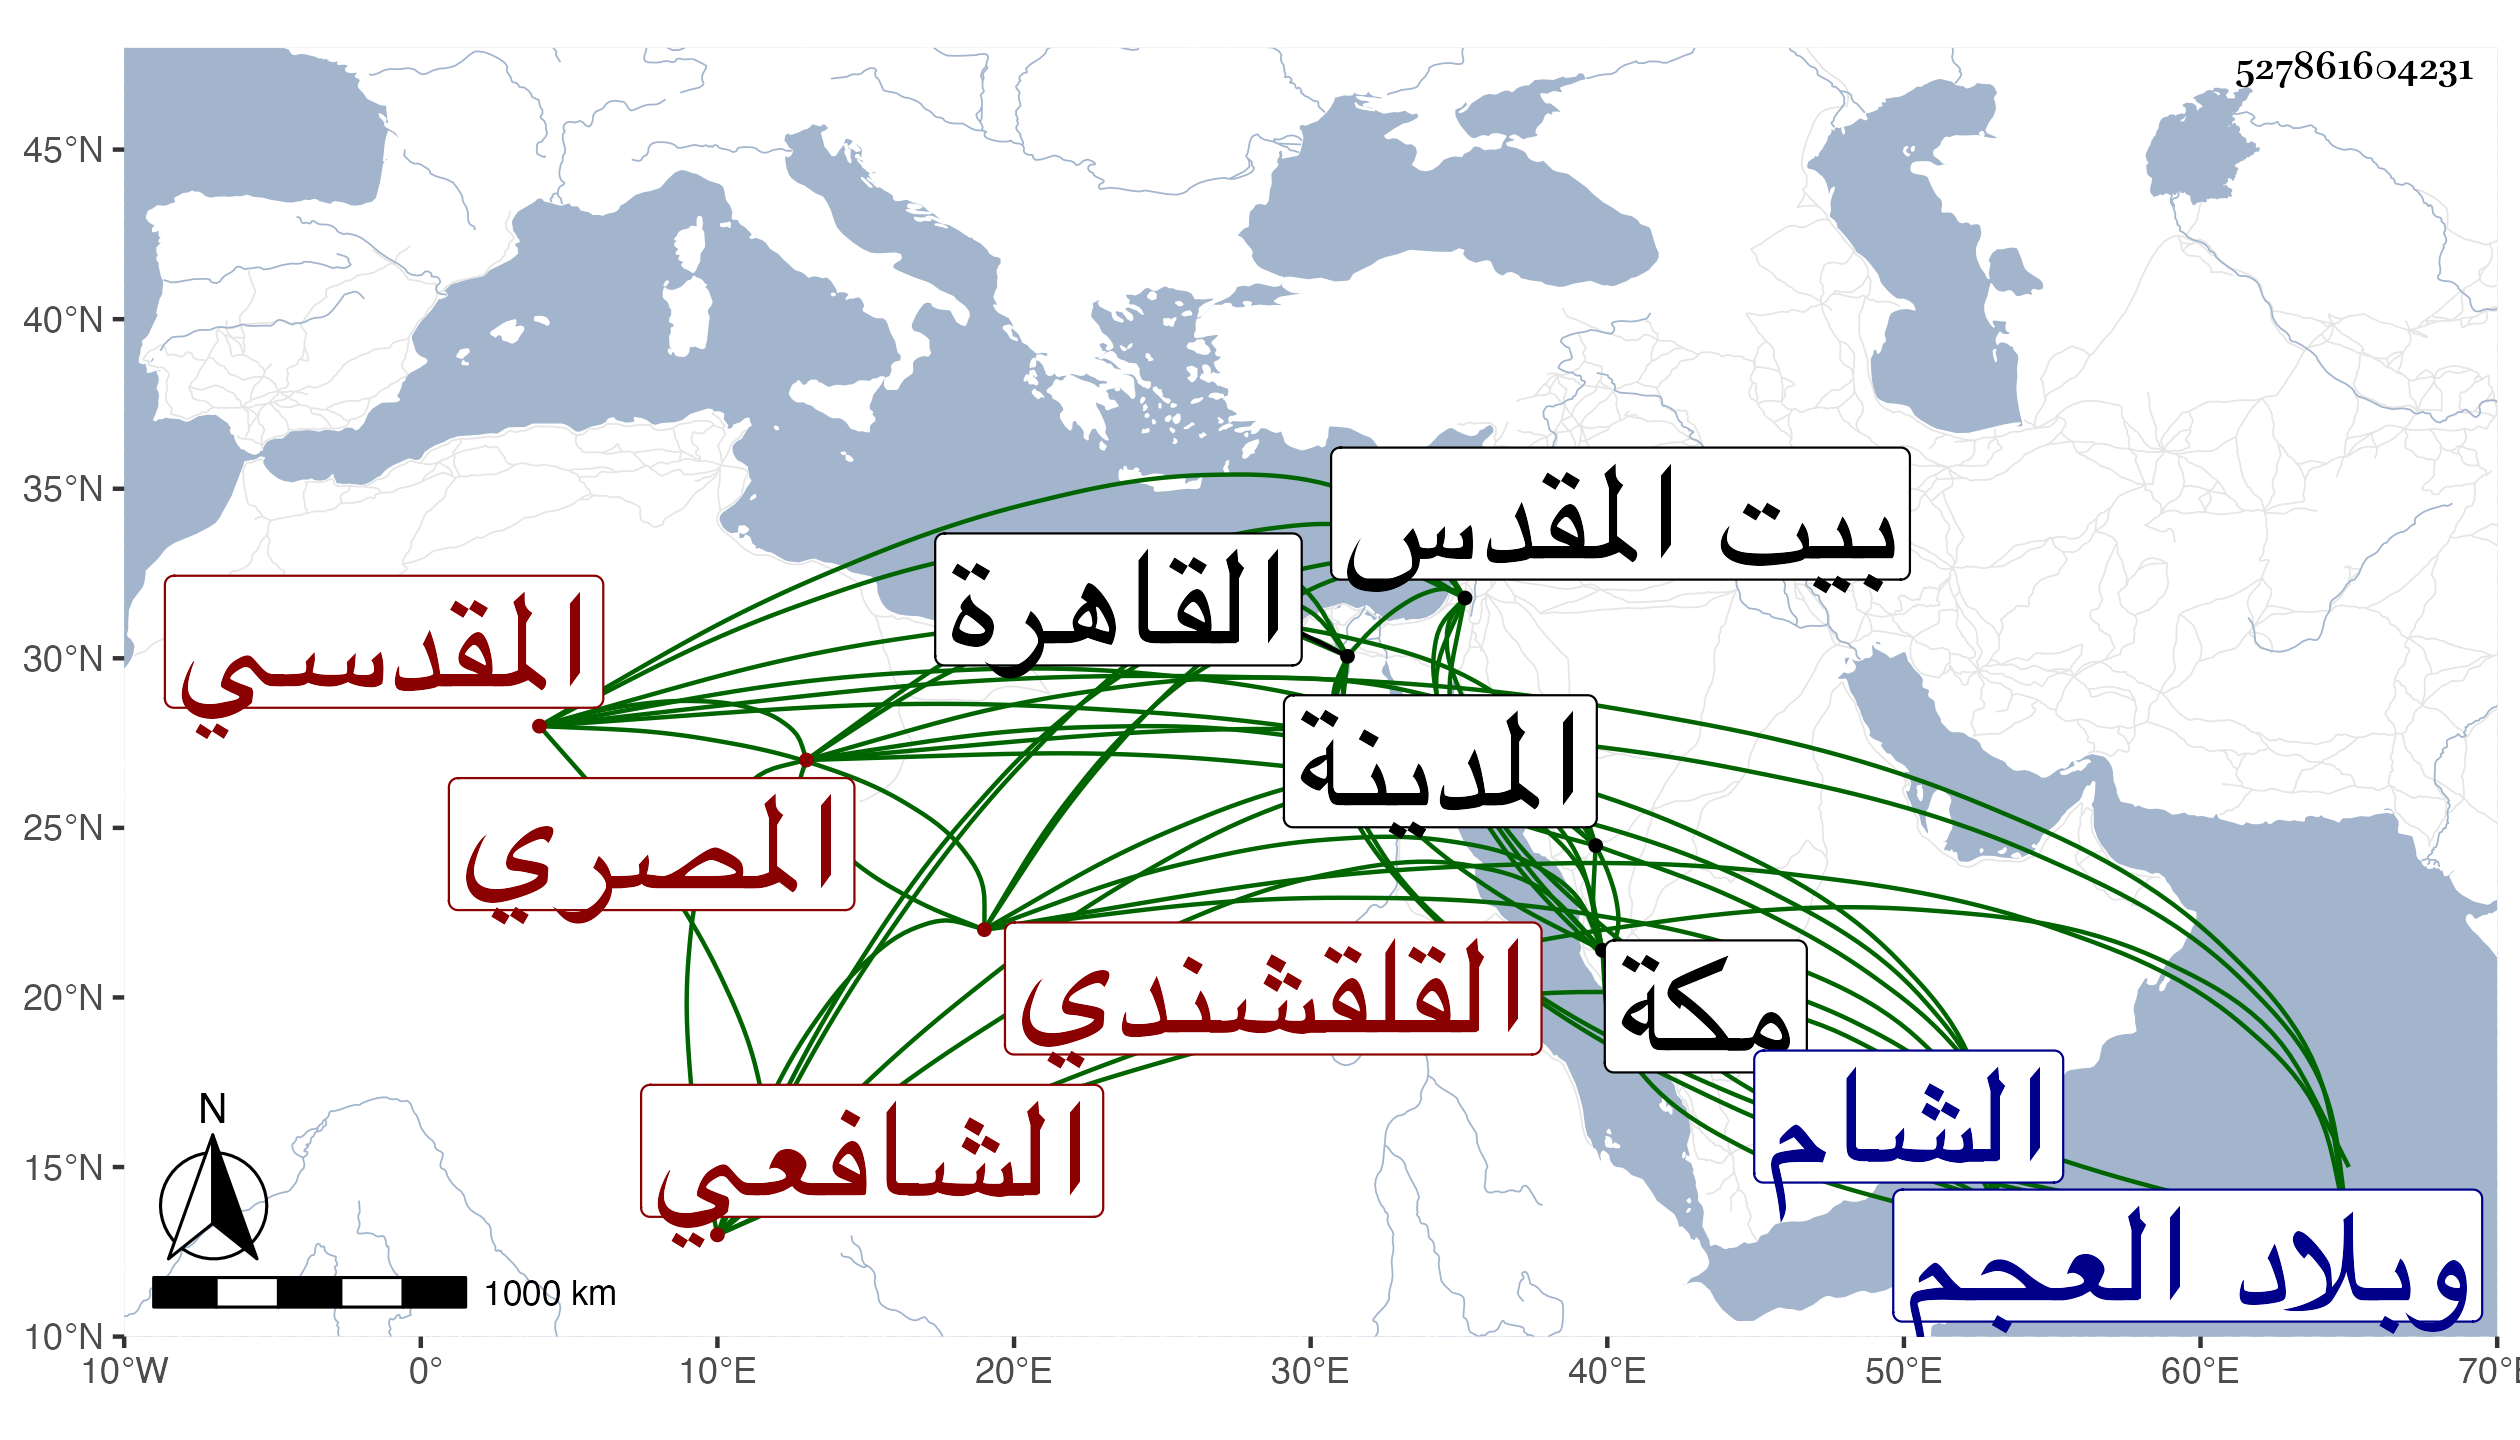 527861604231
45°N
40°N
35°N
30°N
25°N
20°N
15°N
10°N
بيت المقدس
القاهرة
المقدسي
المدينة
المصري
القلقشندي
مكة
الشام
الشافعي
وبلاد العجم
N
1000 km
10°W 0° 10°E 20°E 30°E 40°E 50°E 60°E 70°E